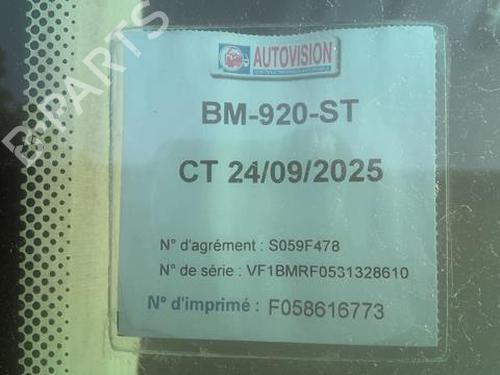 AUTOVISION
BM-920-ST
CT 24/09/2025
N° d'agrément : S059F478
N° de série : VF1BMRF0531328610
N° d'imprimé : F058616773
B-PARTS